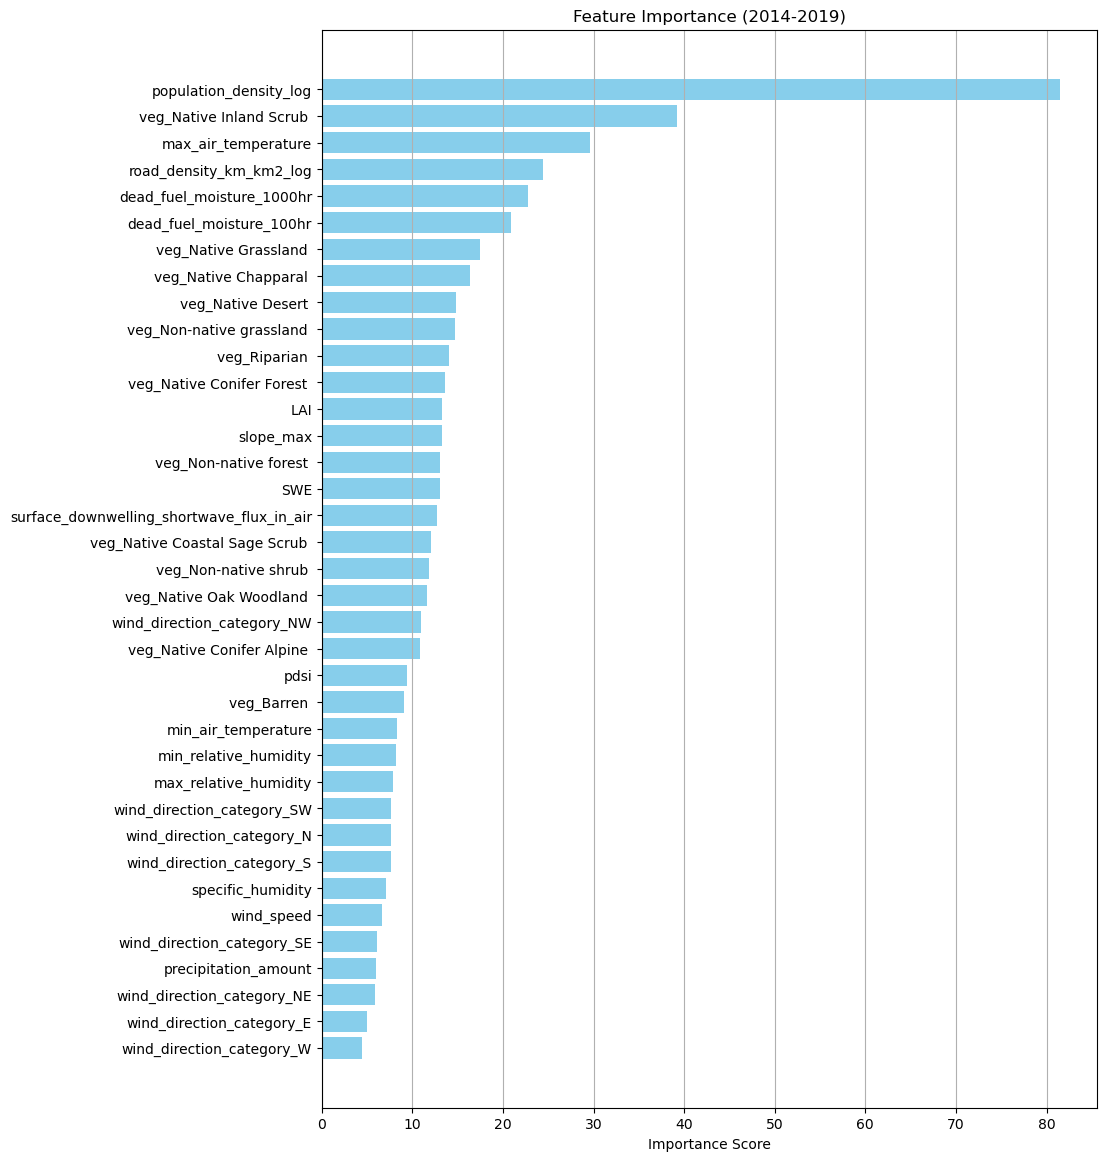 Feature Importance (2014-2019)
population_density_log
veg_Native Inland Scrub
max_air_temperature
road_density_km_km2_log
dead_fuel_moisture_1000hr
dead_fuel_moisture_100hr
veg_Native Grassland
veg_Native Chapparal
veg_Native Desert
veg_Non-native grassland
veg_Riparian
veg_Native Conifer Forest
LAI
slope_max
veg_Non-native forest
SWE
surface_downwelling_shortwave_flux_in_air
veg_Native Coastal Sage Scrub
veg_Non-native shrub
veg_Native Oak Woodland
wind_direction_category_NW
veg_Native Conifer Alpine
pdsi
veg_Barren
min_air_temperature
min_relative_humidity
max_relative_humidity
wind_direction_category_SW
wind_direction_category_N
wind_direction_category_S
specific_humidity
wind_speed
wind_direction_category_SE
precipitation_amount
wind_direction_category_NE
wind_direction_category_E
wind_direction_category_W
0 10 20 30 40 50 60 70 80
Importance Score